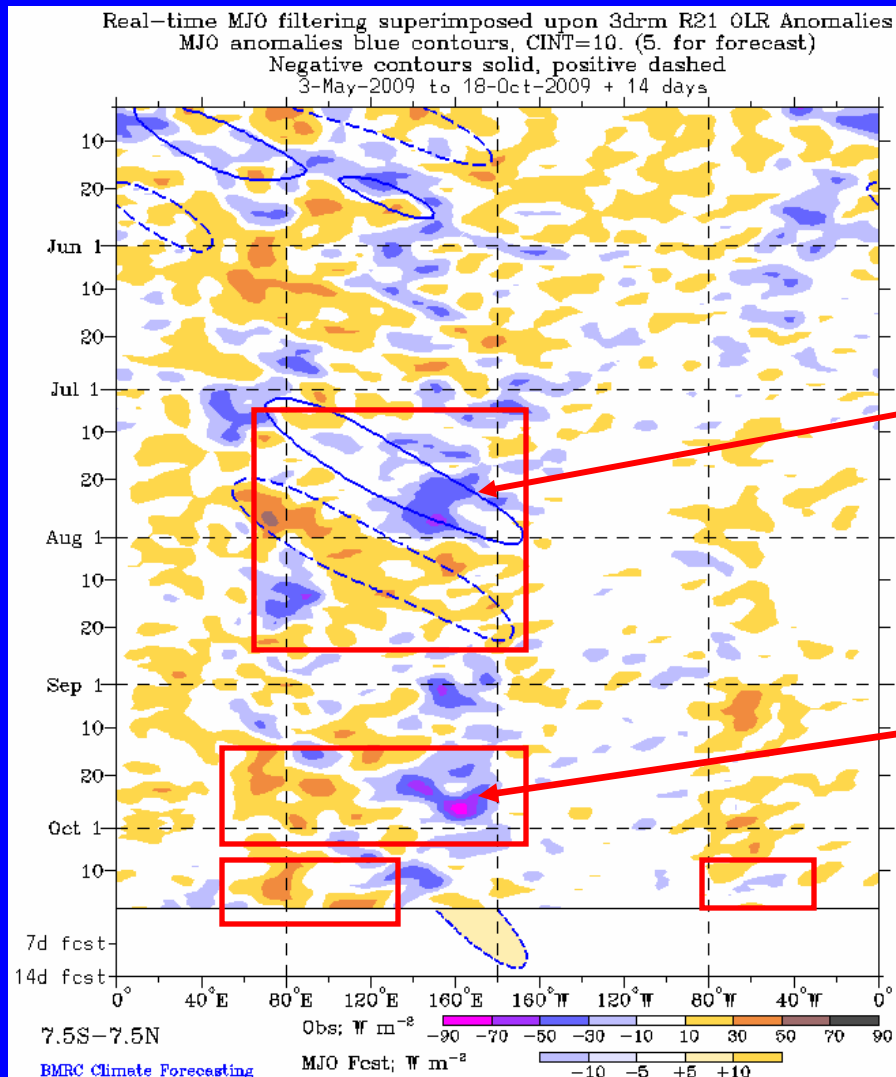 Real-time MJO filtering superimposed upon 3drm R21 OLR Anomalies
MJO anomalies blue contours, CINT=10. (5. for forecast)
Negative contours solid, positive dashed
3-May-2009 to 18-Oct-2009 + 14 days
10
20
Jun 1
10
20
Jul 1
10
20
Aug 1
10
20
Sep 1
10
20
Oct 1
10
7d fcst
14d fcst
0° 40°E 80°E 120°E 160°E 160°W 120°W 80°W 40°W 0°
7.5S-7.5N
Obs; W m⁻²
-90 -70 -50 -30 -10 10 30 50 70 90
MJO Fcst; W m⁻²
-10 -5 +5 +10
BMRC Climate Forecasting